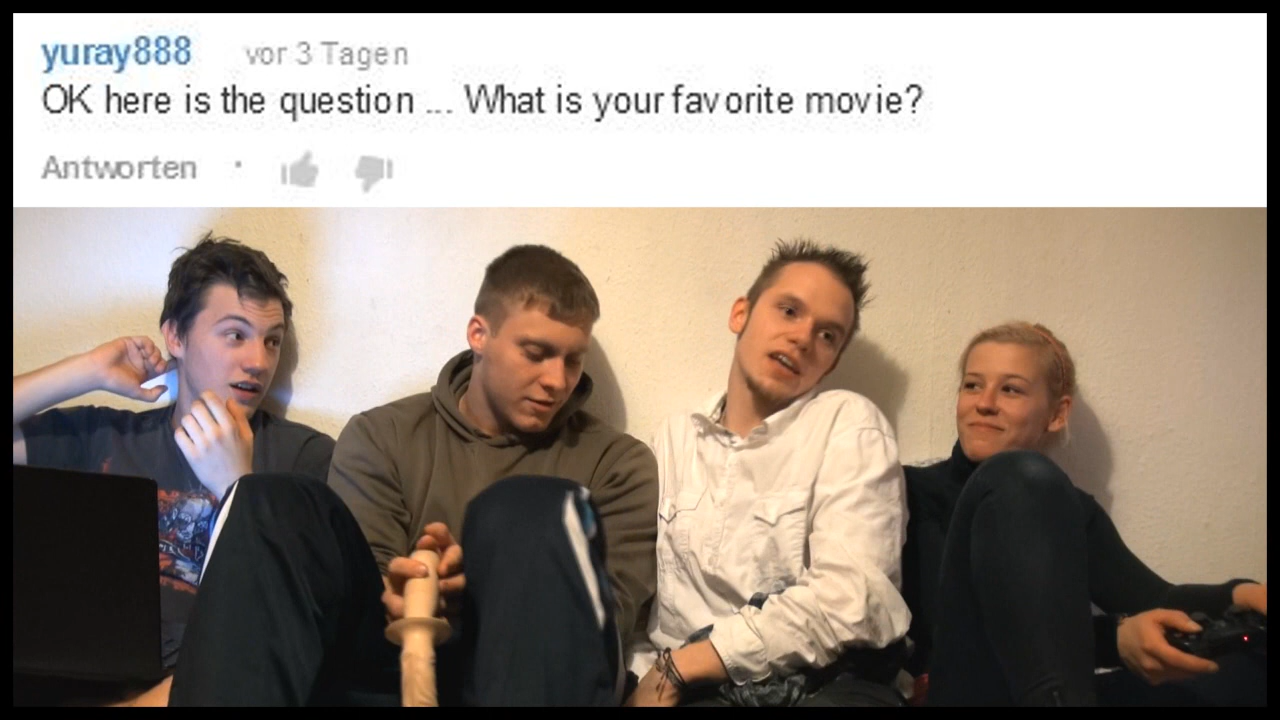 yuray888 vor 3 Tagen
OK here is the question ... What is your favorite movie?
Antworten